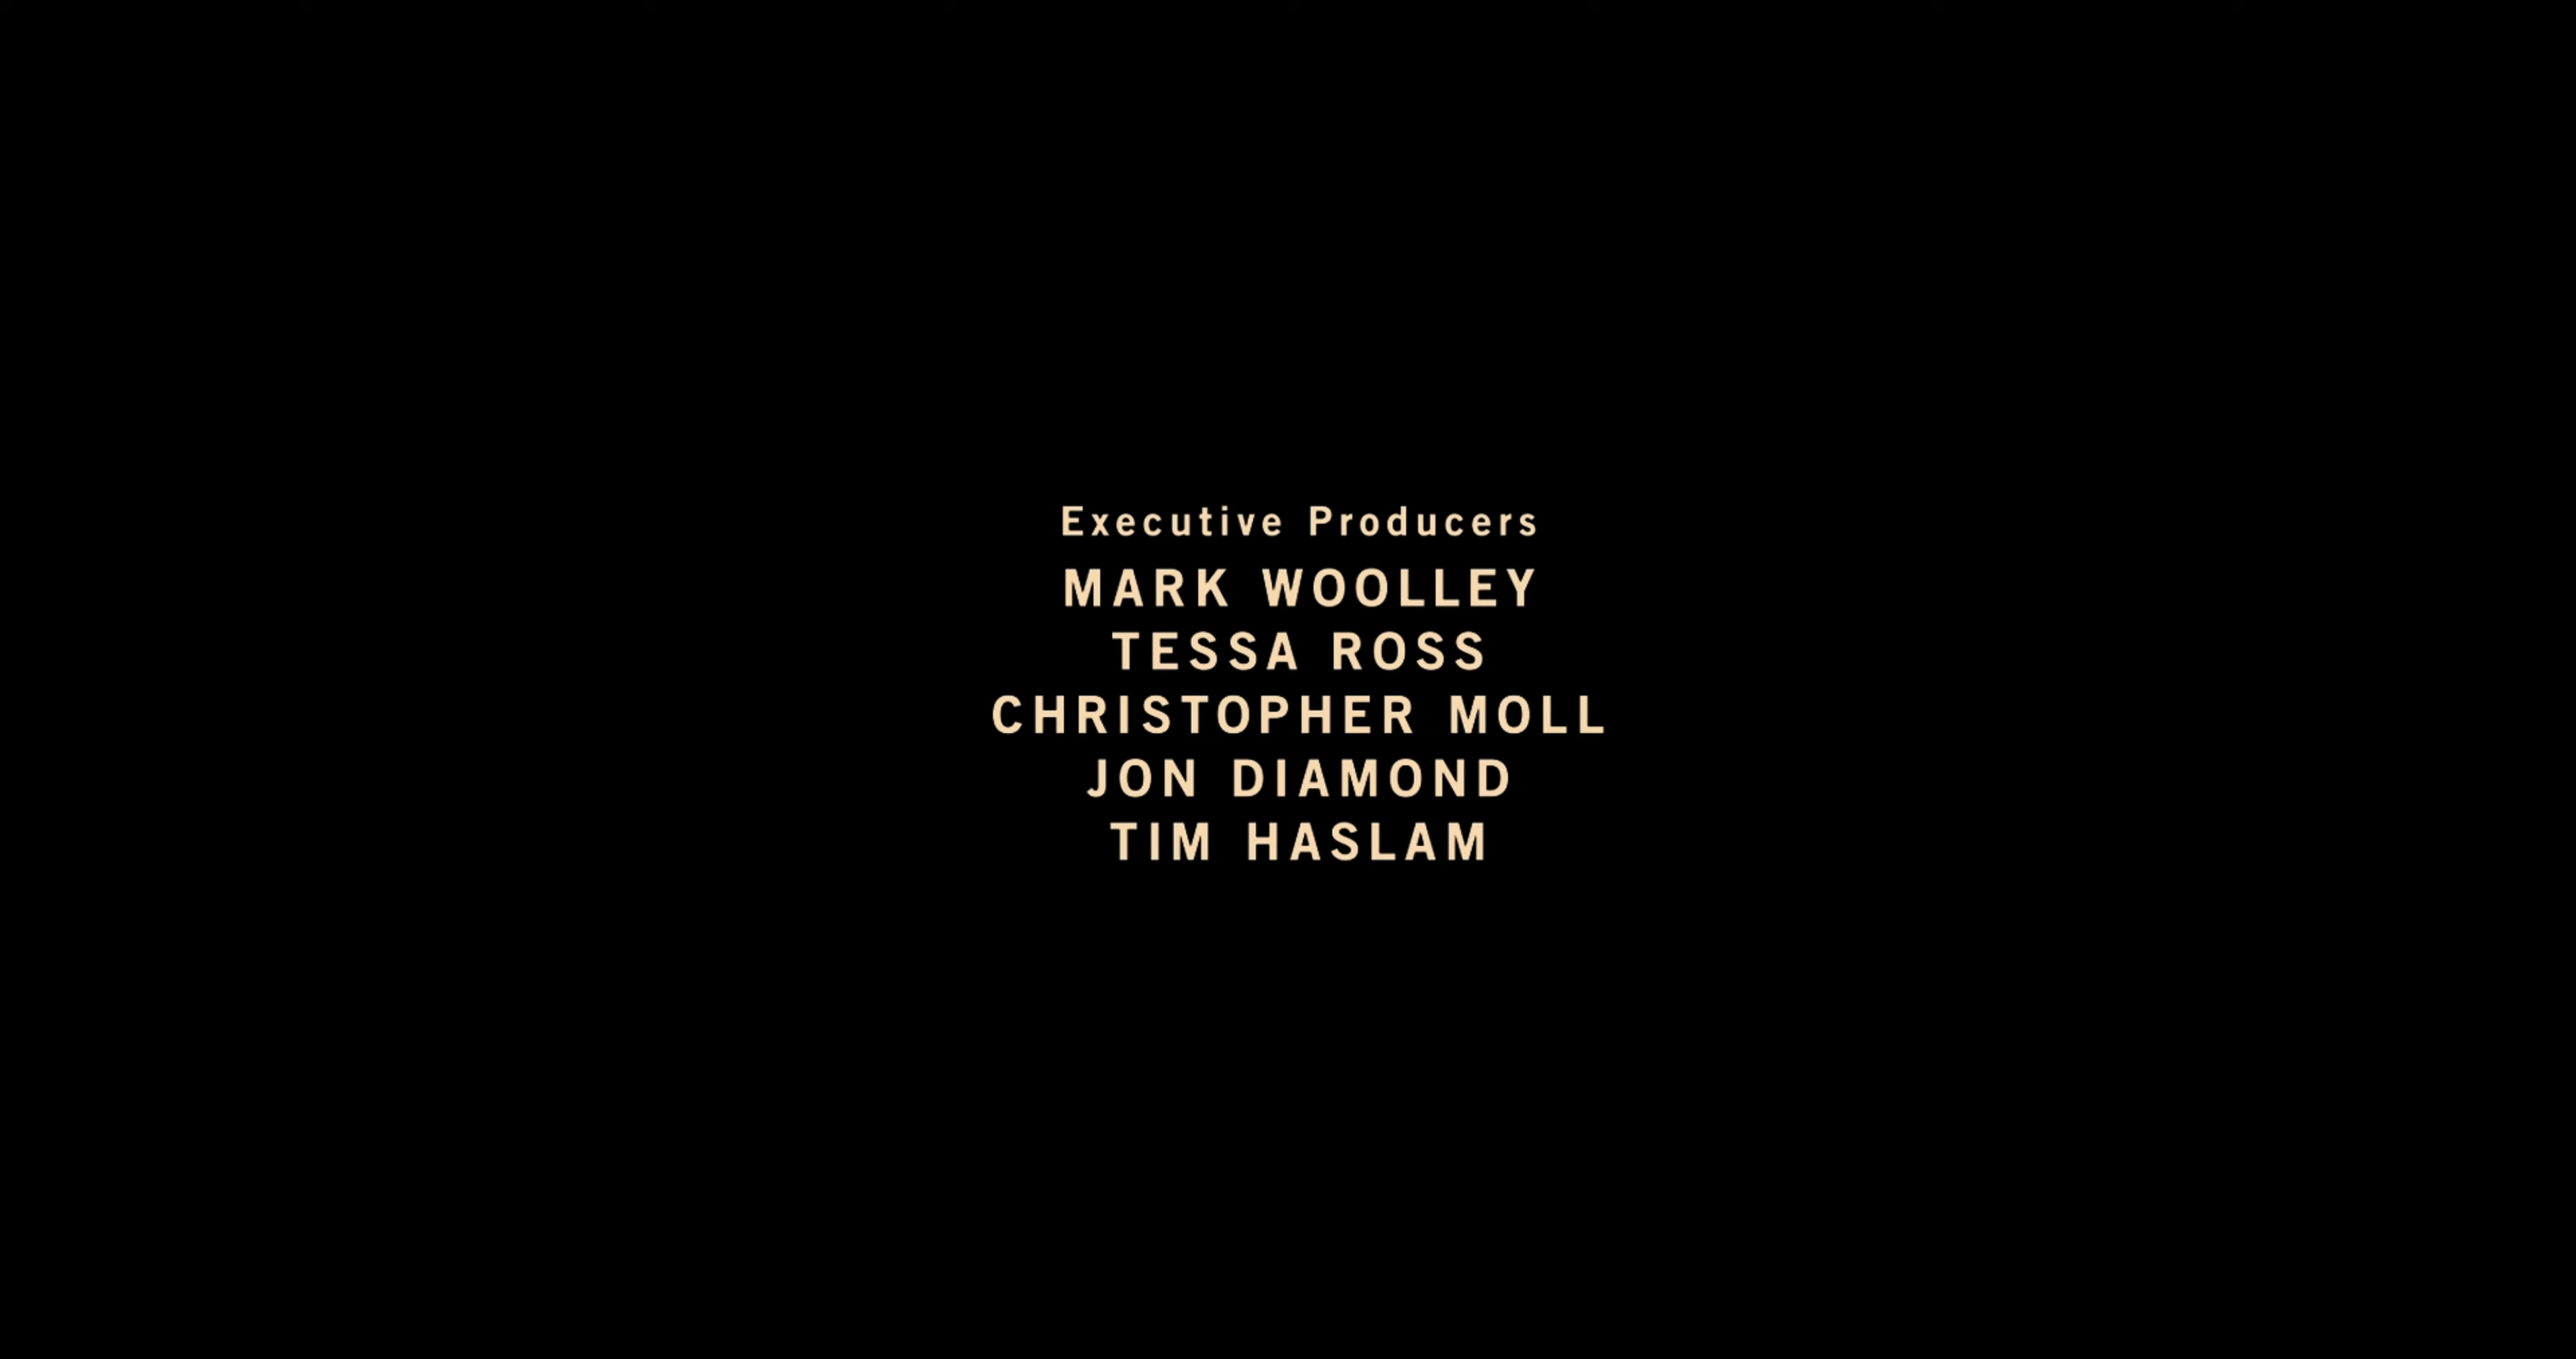 Executive Producers
MARK WOOLLEY
TESSA ROSS
CHRISTOPHER MOLL
JON DIAMOND
TIM HASLAM